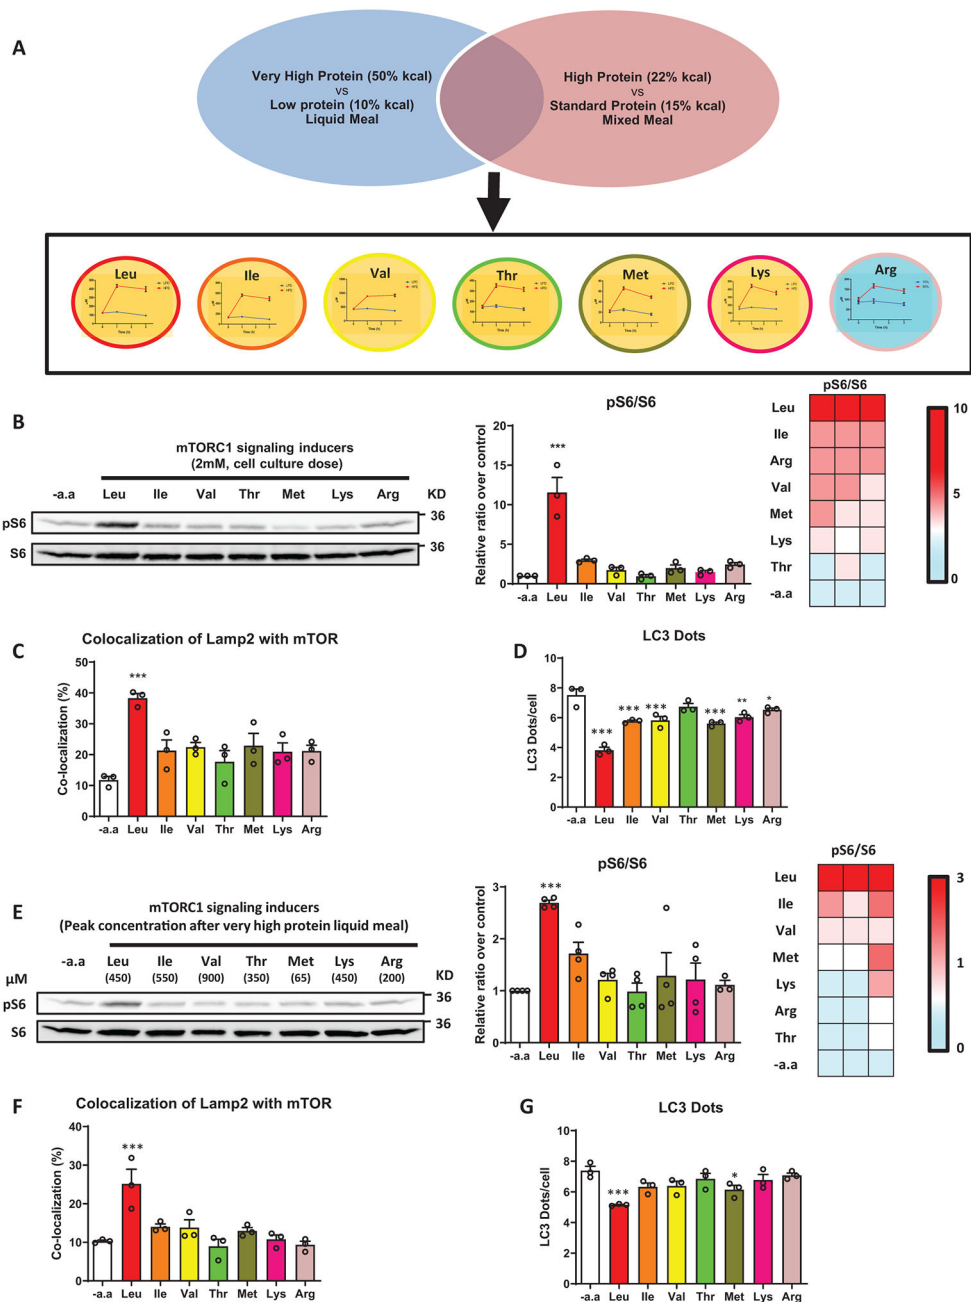 A
Very High Protein (50% kcal)
vs
Low protein (10% kcal)
Liquid Meal
High Protein (22% kcal)
vs
Standard Protein (15% kcal)
Mixed Meal
Leu
Ile
Val
Thr
Met
Lys
Arg
Time (h)
Time (h)
Time (h)
Time (h)
Time (h)
Time (h)
Time (h)
B
mTORC1 signaling inducers
(2mM, cell culture dose)
-a.a Leu Ile Val Thr Met Lys Arg KD
pS6
36
S6
36
pS6/S6
Relative ratio over control
20
15
10
5
0
***
-a.a Leu Ile Val Thr Met Lys Arg
pS6/S6
Leu
Ile
Arg
Val
Met
Lys
Thr
-a.a
10
5
0
C
Colocalization of Lamp2 with mTOR
Co-localization (%)
50
40
30
20
10
0
***
-a.a Leu Ile Val Thr Met Lys Arg
D
LC3 Dots
LC3 Dots/cell
10
8
6
4
2
0
*** *** *** *** ** *
-a.a Leu Ile Val Thr Met Lys Arg
E
mTORC1 signaling inducers
(Peak concentration after very high protein liquid meal)
-a.a Leu Ile Val Thr Met Lys Arg
µM (450) (550) (900) (350) (65) (450) (200) KD
pS6
36
S6
36
pS6/S6
Relative ratio over control
3
2
1
0
***
-a.a Leu Ile Val Thr Met Lys Arg
pS6/S6
Leu
Ile
Val
Met
Lys
Arg
Thr
-a.a
3
1
0
F
Colocalization of Lamp2 with mTOR
Co-localization (%)
40
30
20
10
0
***
-a.a Leu Ile Val Thr Met Lys Arg
G
LC3 Dots
LC3 Dots/cell
10
8
6
4
2
0
*** *
-a.a Leu Ile Val Thr Met Lys Arg